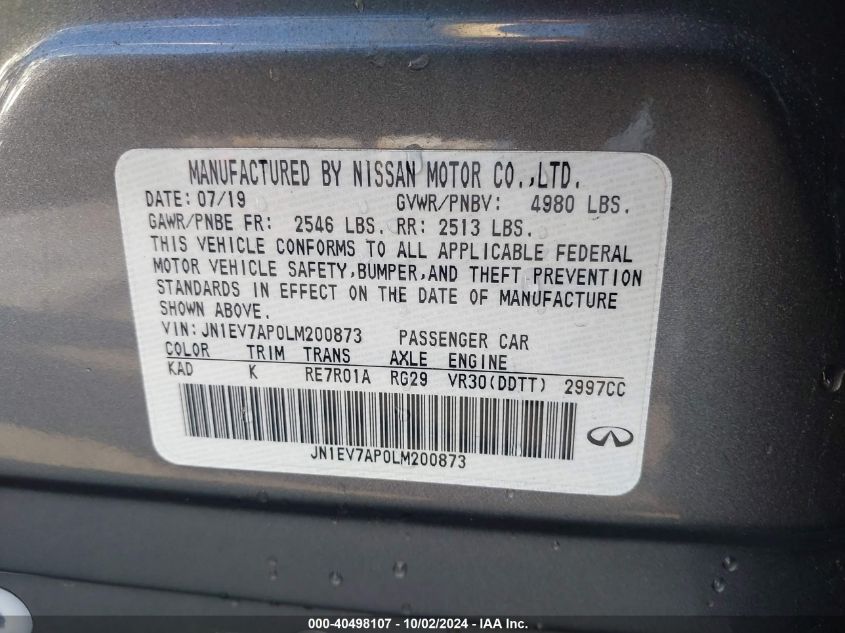 MANUFACTURED BY NISSAN MOTOR CO.,LTD.
DATE: 07/19 GVWR/PNBV: 4980 LBS.
GAWR/PNBE FR: 2546 LBS. RR: 2513 LBS.
THIS VEHICLE CONFORMS TO ALL APPLICABLE FEDERAL
MOTOR VEHICLE SAFETY,BUMPER,AND THEFT PREVENTION
STANDARDS IN EFFECT ON THE DATE OF MANUFACTURE
SHOWN ABOVE.
VIN:JN1EV7AP0LM200873 PASSENGER CAR
COLOR TRIM TRANS AXLE ENGINE
KAD K RE7R01A RG29 VR30(DDTT) 2997CC
JN1EV7AP0LM200873
000-40498107 - 10/02/2024 - IAA Inc.